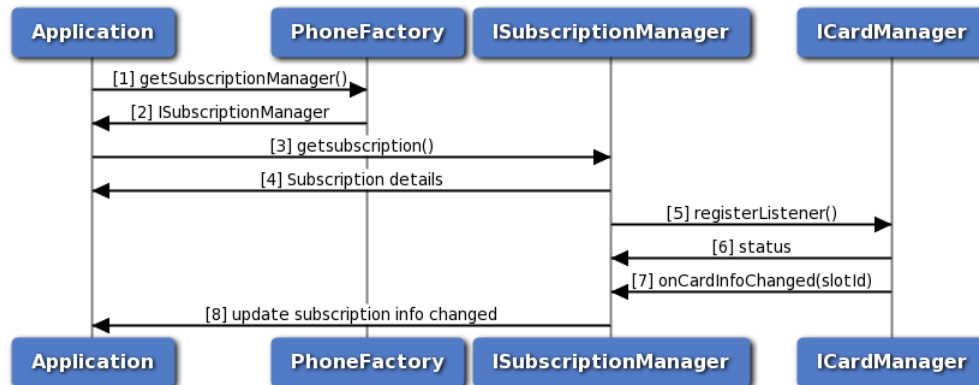 Application PhoneFactory ISubscriptionManager ICardManager
[1] getSubscriptionManager()
[2] ISubscriptionManager
[3] getsubscription()
[4] Subscription details
[5] registerListener()
[6] status
[7] onCardInfoChanged(slotId)
[8] update subscription info changed
Application PhoneFactory ISubscriptionManager ICardManager